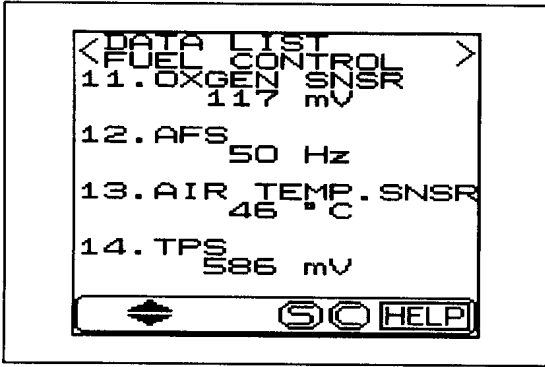 < DATA LIST >
FUEL CONTROL
11.OXGEN SNSR
117 mV
12.AFS
50 Hz
13.AIR TEMP.SNSR
46 °C
14.TPS
586 mV
S C HELP